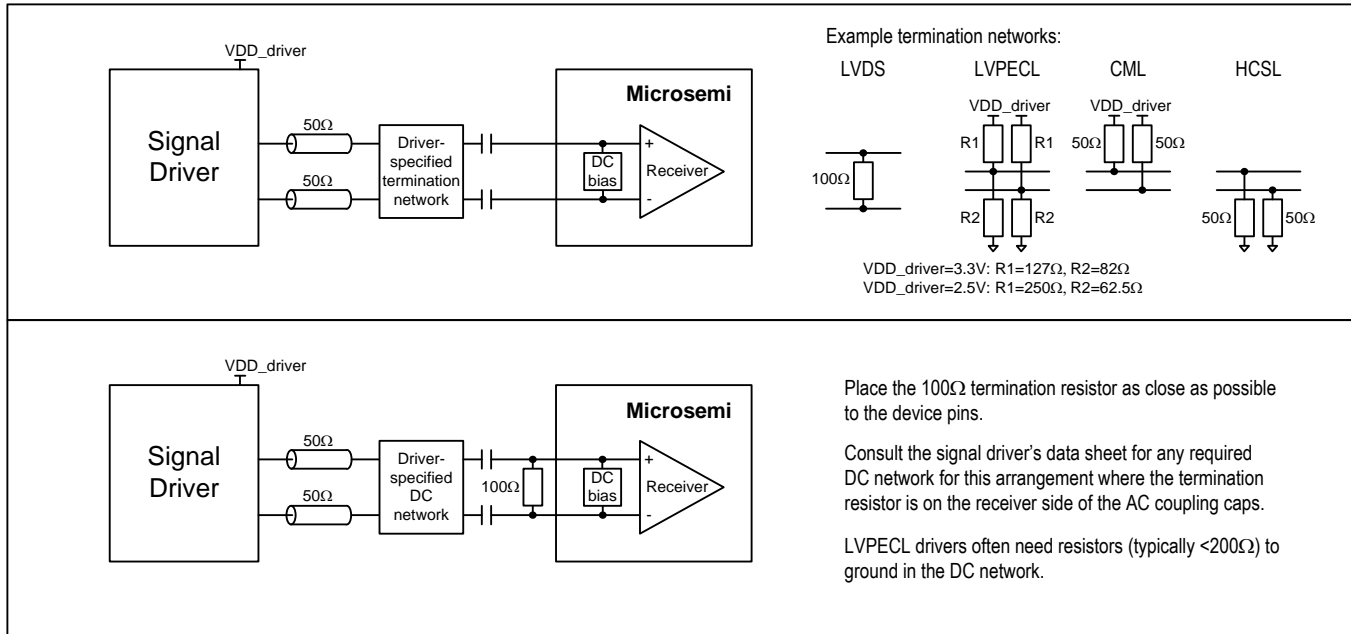 VDD_driver
Signal
Driver
50Ω
50Ω
Driver-
specified
termination
network
Microsemi
+
DC
bias
Receiver
-
Example termination networks:
LVDS
LVPECL
CML
HCSL
100Ω
VDD_driver
R1
R1
R2
R2
VDD_driver
50Ω
50Ω
50Ω
50Ω
VDD_driver=3.3V: R1=127Ω, R2=82Ω
VDD_driver=2.5V: R1=250Ω, R2=62.5Ω
VDD_driver
Signal
Driver
50Ω
50Ω
Driver-
specified
DC
network
100Ω
Microsemi
+
DC
bias
Receiver
-
Place the 100Ω termination resistor as close as possible
to the device pins.
Consult the signal driver’s data sheet for any required
DC network for this arrangement where the termination
resistor is on the receiver side of the AC coupling caps.
LVPECL drivers often need resistors (typically <200Ω) to
ground in the DC network.